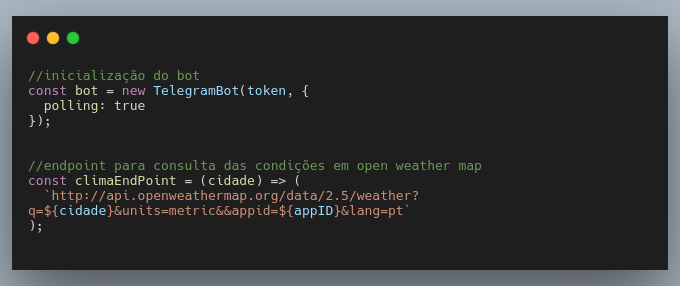 //inicialização do bot
const bot = new TelegramBot(token, {
  polling: true
});
//endpoint para consulta das condições em open weather map
const climaEndPoint = (cidade) => (
  `http://api.openweathermap.org/data/2.5/weather?
q=${cidade}&units=metric&&appid=${appID}&lang=pt`
);